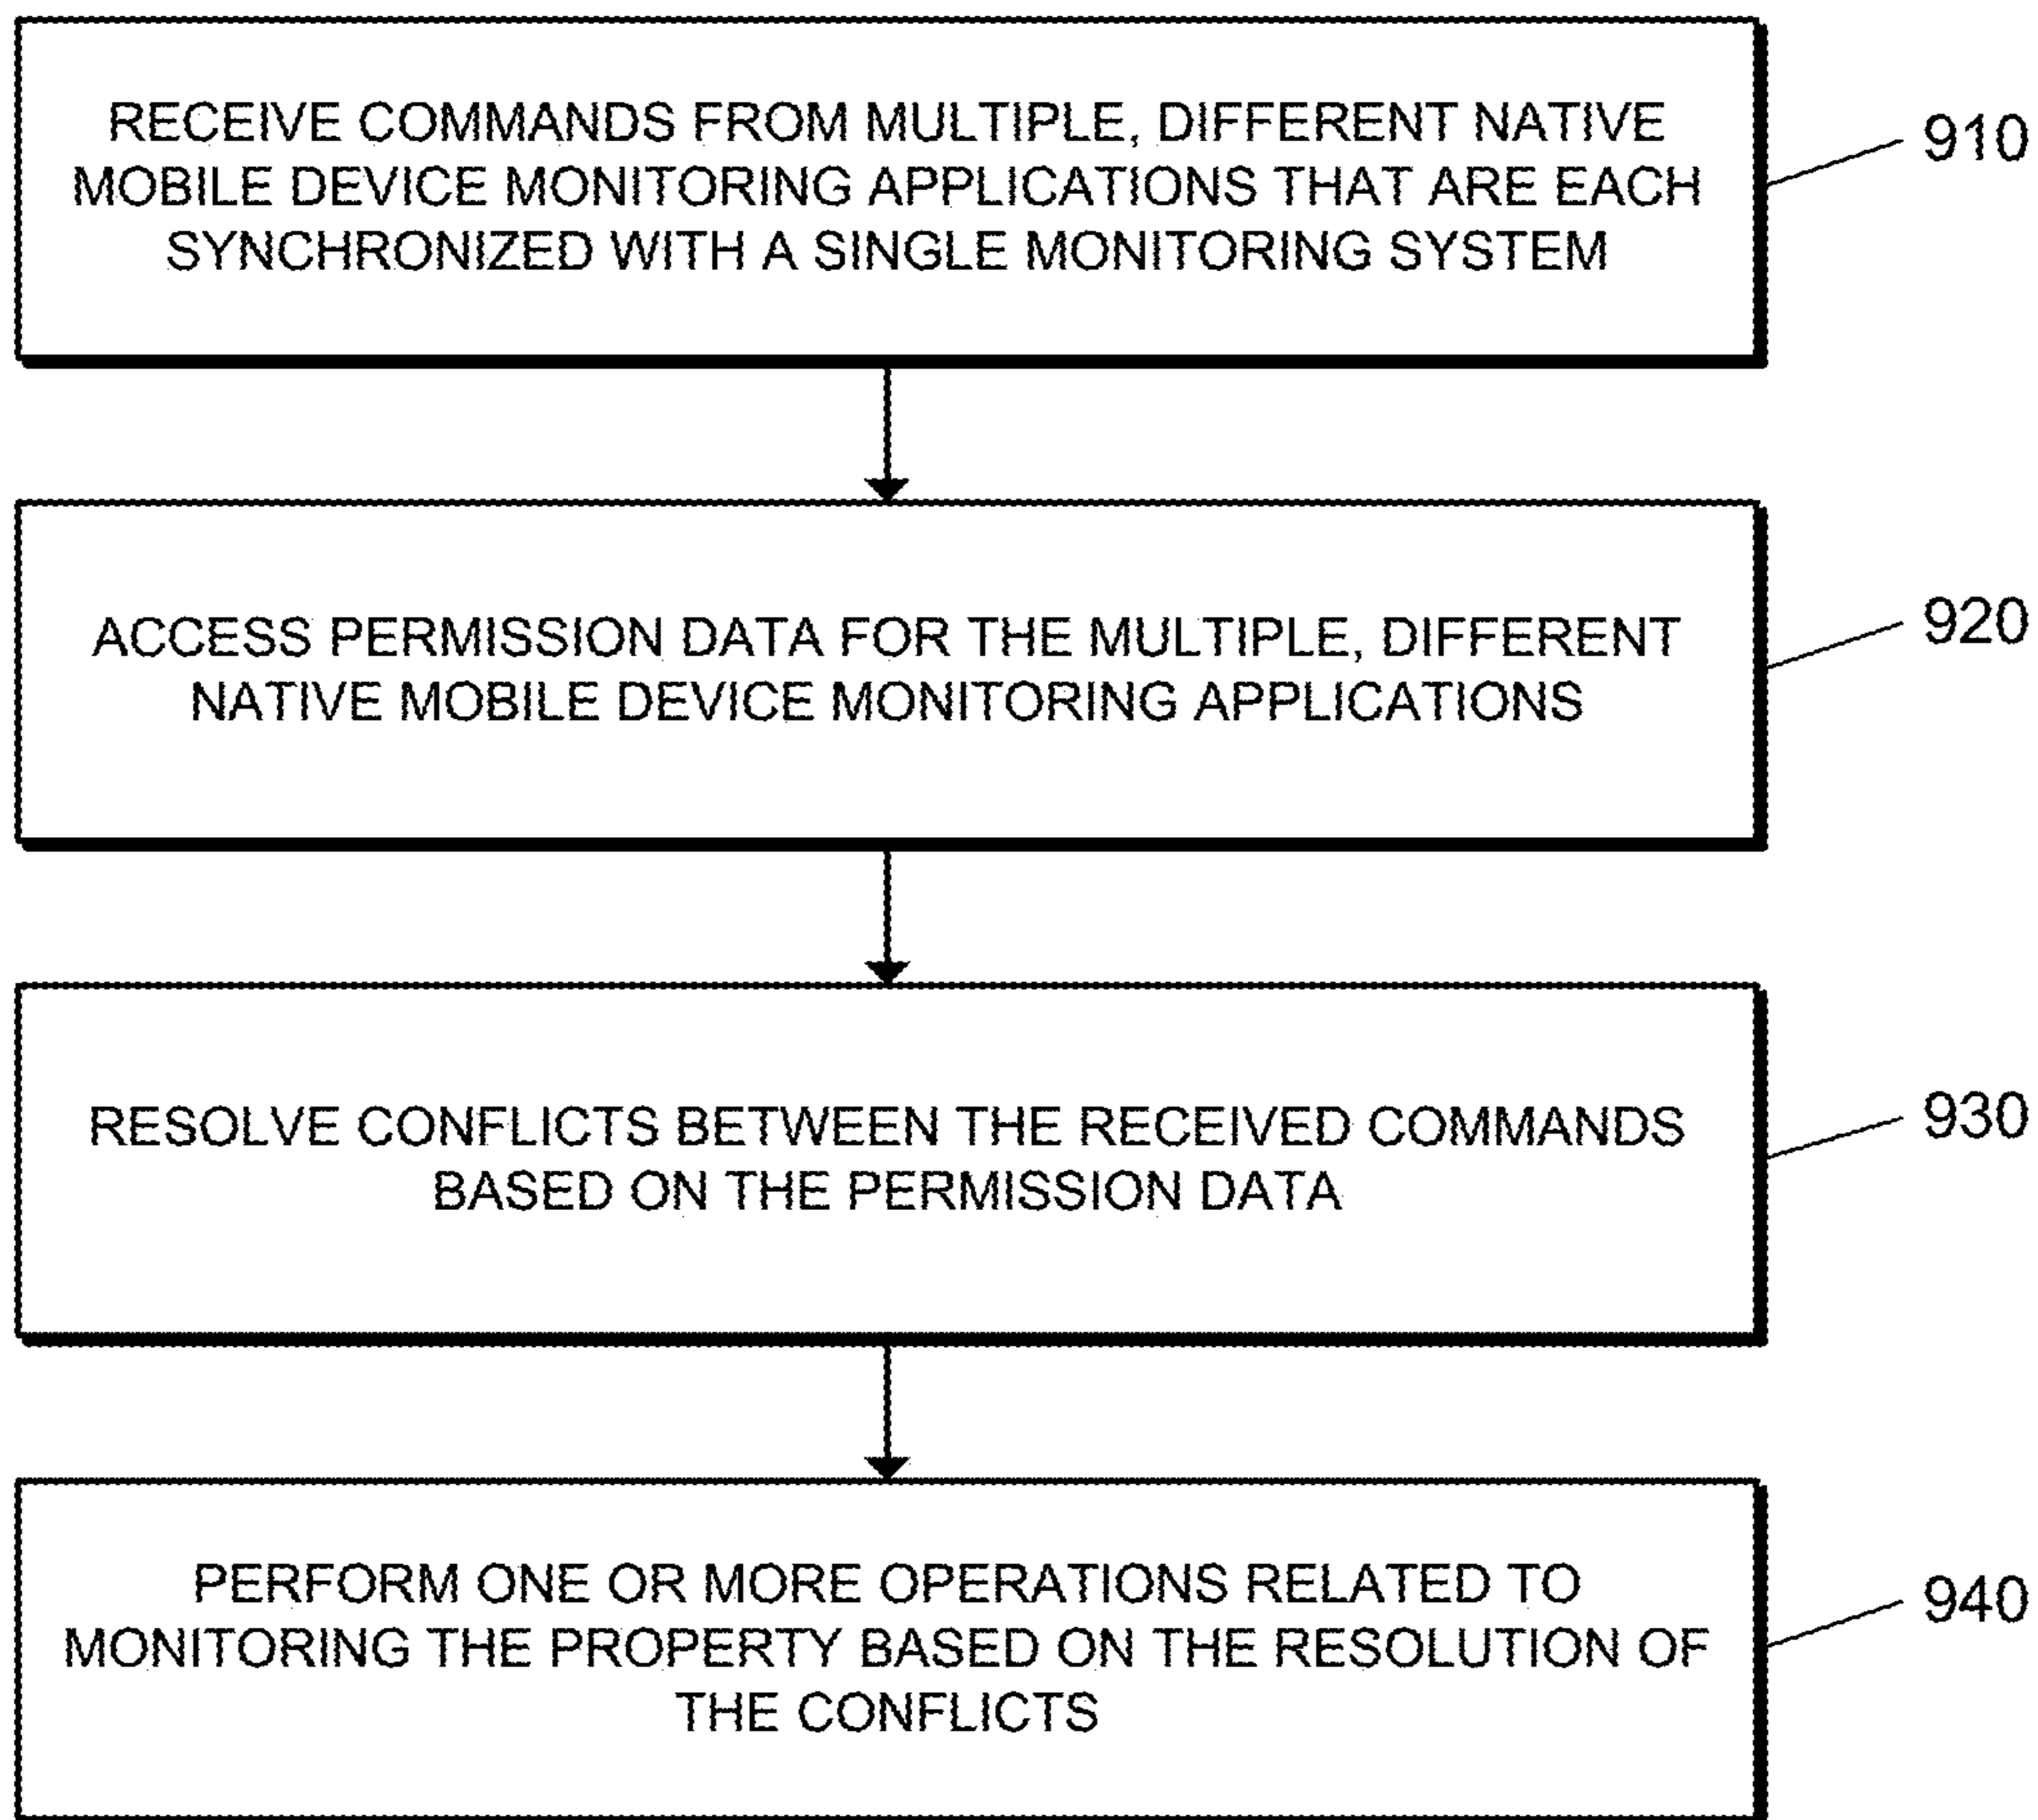 RECEIVE COMMANDS FROM MULTIPLE, DIFFERENT NATIVE
MOBILE DEVICE MONITORING APPLICATIONS THAT ARE EACH
SYNCHRONIZED WITH A SINGLE MONITORING SYSTEM
910
ACCESS PERMISSION DATA FOR THE MULTIPLE, DIFFERENT
NATIVE MOBILE DEVICE MONITORING APPLICATIONS
920
RESOLVE CONFLICTS BETWEEN THE RECEIVED COMMANDS
BASED ON THE PERMISSION DATA
930
PERFORM ONE OR MORE OPERATIONS RELATED TO
MONITORING THE PROPERTY BASED ON THE RESOLUTION OF
THE CONFLICTS
940